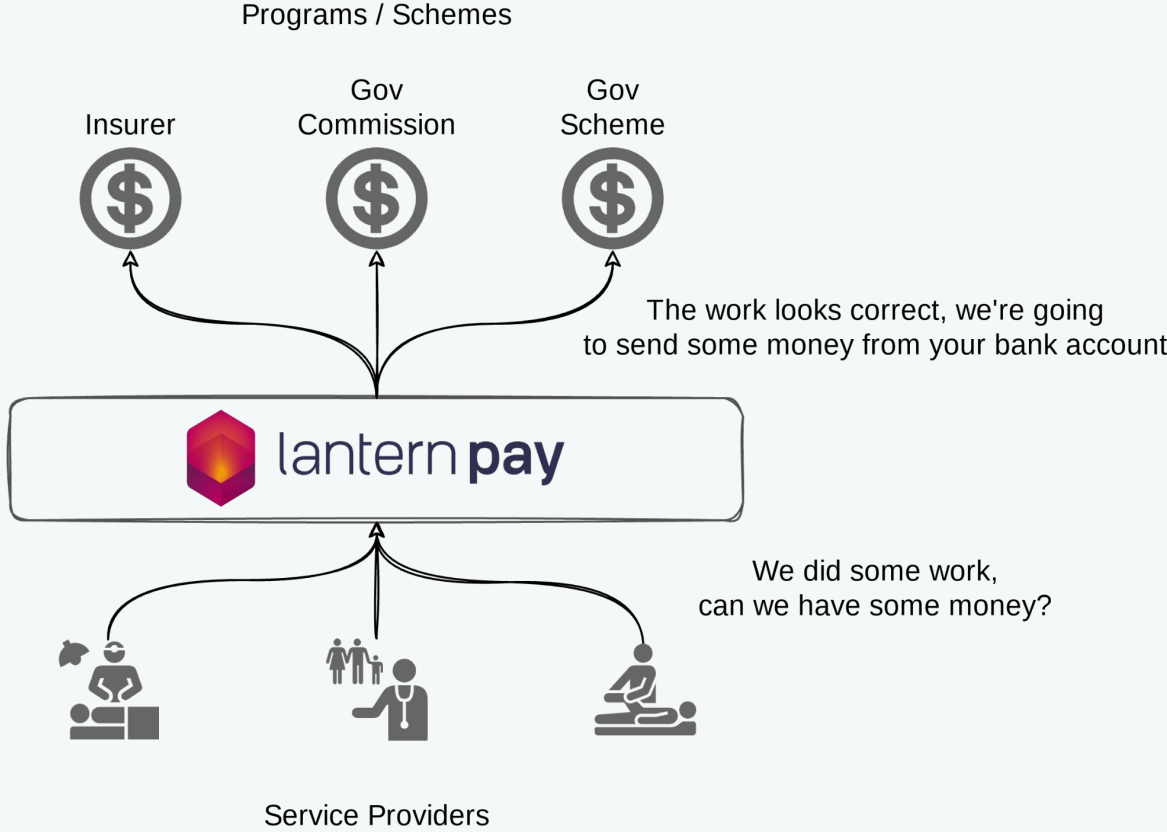 Programs / Schemes
Insurer
Gov
Commission
Gov
Scheme
The work looks correct, we're going
to send some money from your bank account
lantern pay
We did some work,
can we have some money?
Service Providers